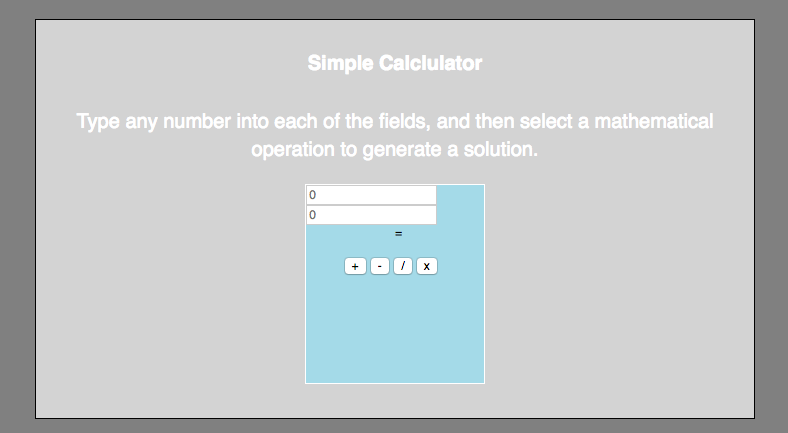 Simple Calclulator
Type any number into each of the fields, and then select a mathematical
operation to generate a solution.
0
0
=
+ - / x